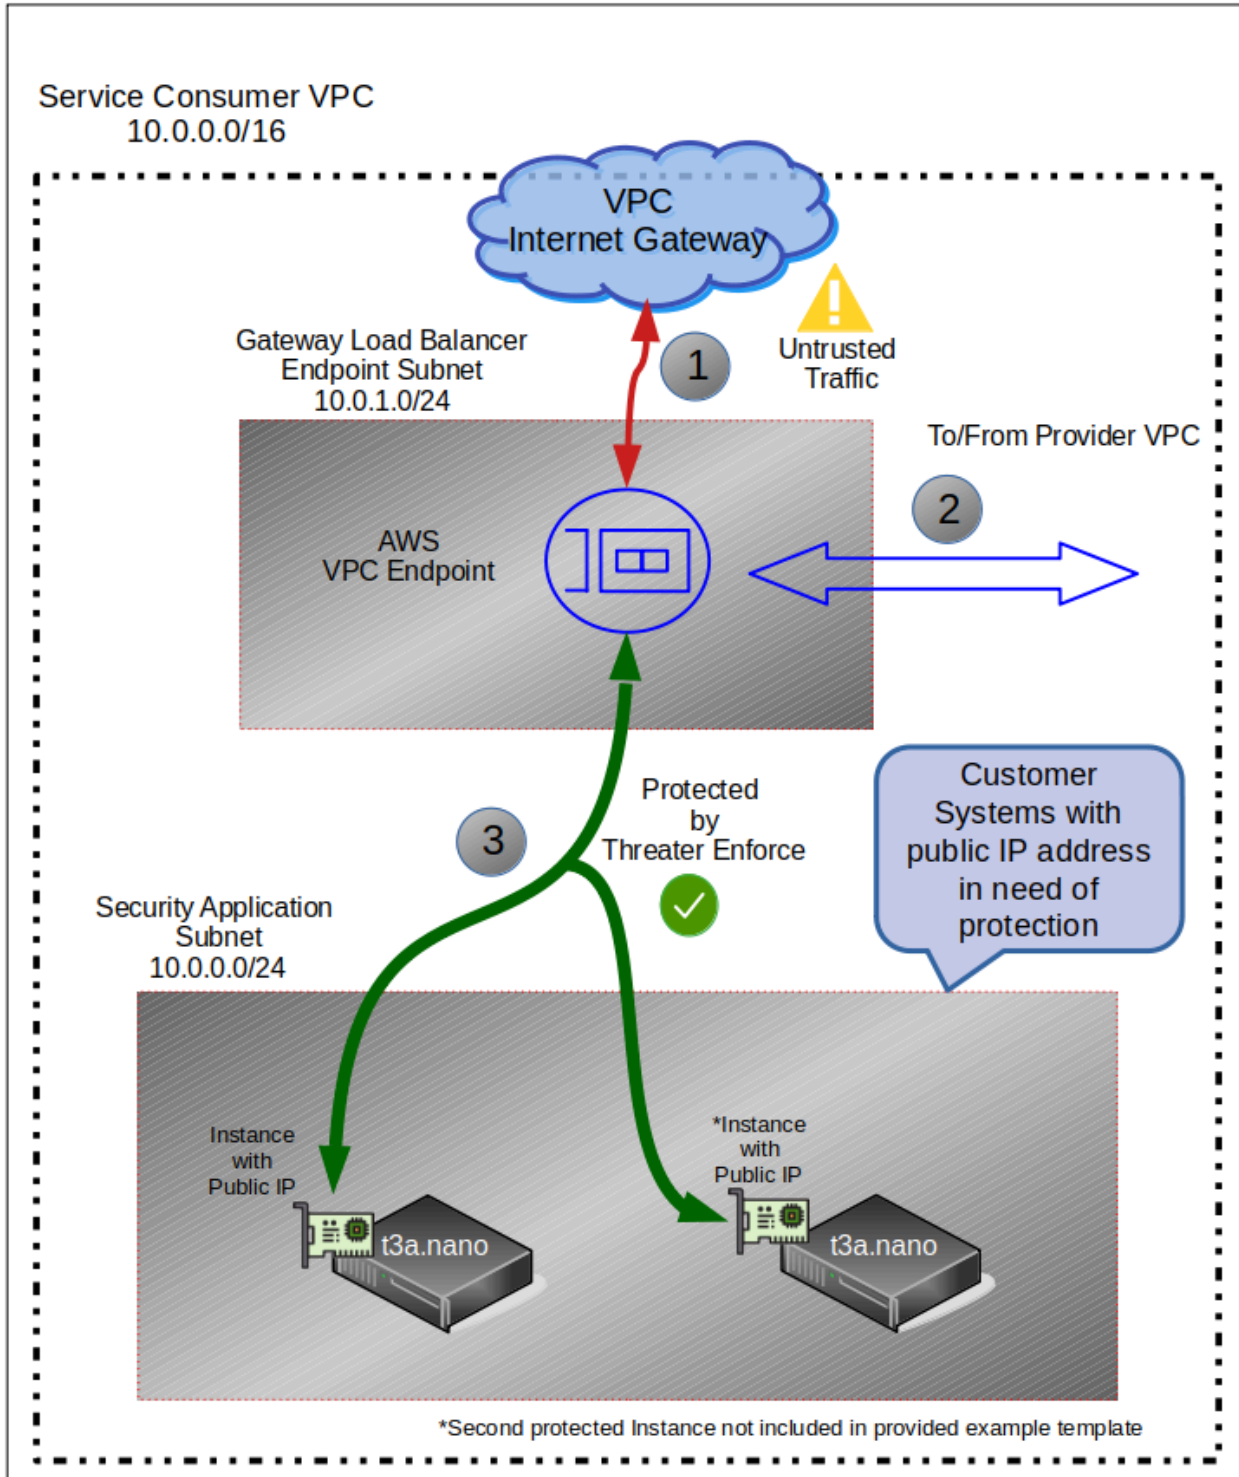 Service Consumer VPC
10.0.0.0/16
VPC
Internet Gateway
Gateway Load Balancer
Endpoint Subnet
10.0.1.0/24
1
Untrusted
Traffic
To/From Provider VPC
2
AWS
VPC Endpoint
Customer
Systems with
public IP address
in need of
protection
Protected
by
Threater Enforce
3
Security Application
Subnet
10.0.0.0/24
Instance
with
Public IP
*Instance
with
Public IP
t3a.nano
t3a.nano
*Second protected Instance not included in provided example template